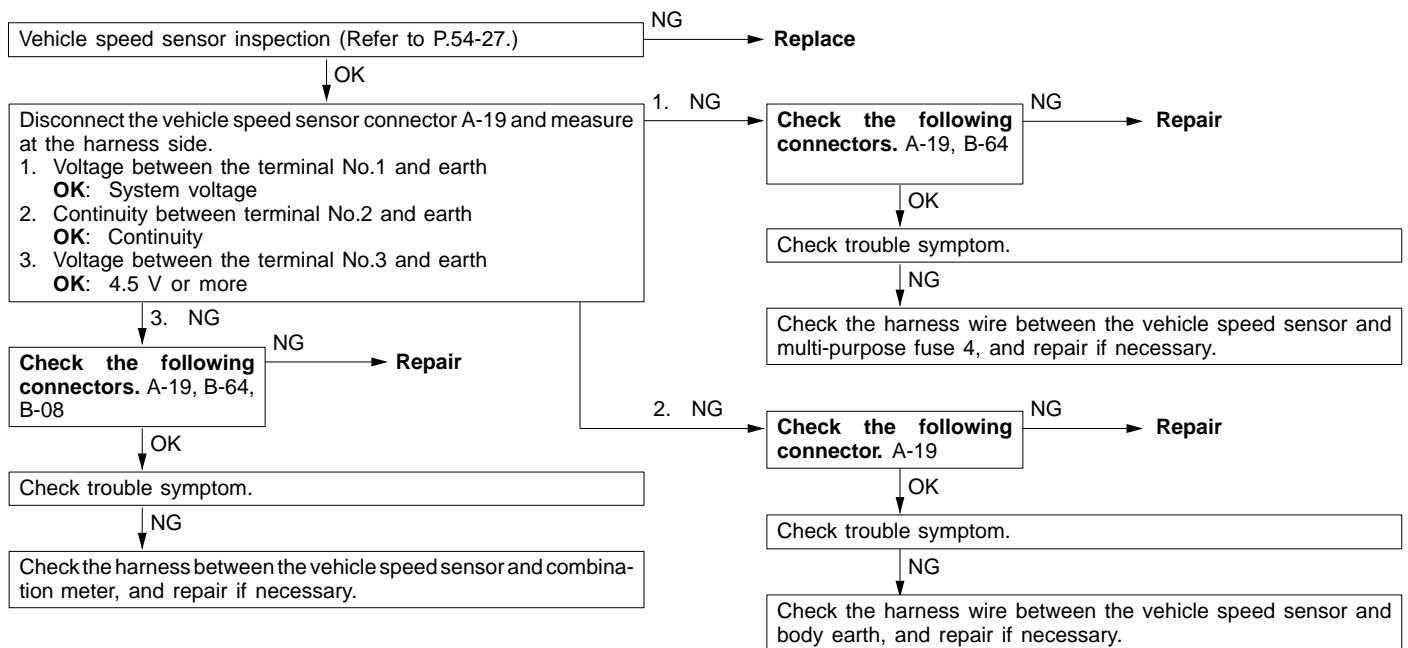 Vehicle speed sensor inspection (Refer to P.54-27.)
NG
Replace
OK
Disconnect the vehicle speed sensor connector A-19 and measure
at the harness side.
1. Voltage between the terminal No.1 and earth
OK: System voltage
2. Continuity between terminal No.2 and earth
OK: Continuity
3. Voltage between the terminal No.3 and earth
OK: 4.5 V or more
1. NG
Check the following
connectors. A-19, B-64
NG
Repair
OK
Check trouble symptom.
NG
Check the harness wire between the vehicle speed sensor and
multi-purpose fuse 4, and repair if necessary.
3. NG
Check the following
connectors. A-19, B-64,
B-08
NG
Repair
OK
Check trouble symptom.
NG
Check the harness between the vehicle speed sensor and combina-
tion meter, and repair if necessary.
2. NG
Check the following
connector. A-19
NG
Repair
OK
Check trouble symptom.
NG
Check the harness wire between the vehicle speed sensor and
body earth, and repair if necessary.